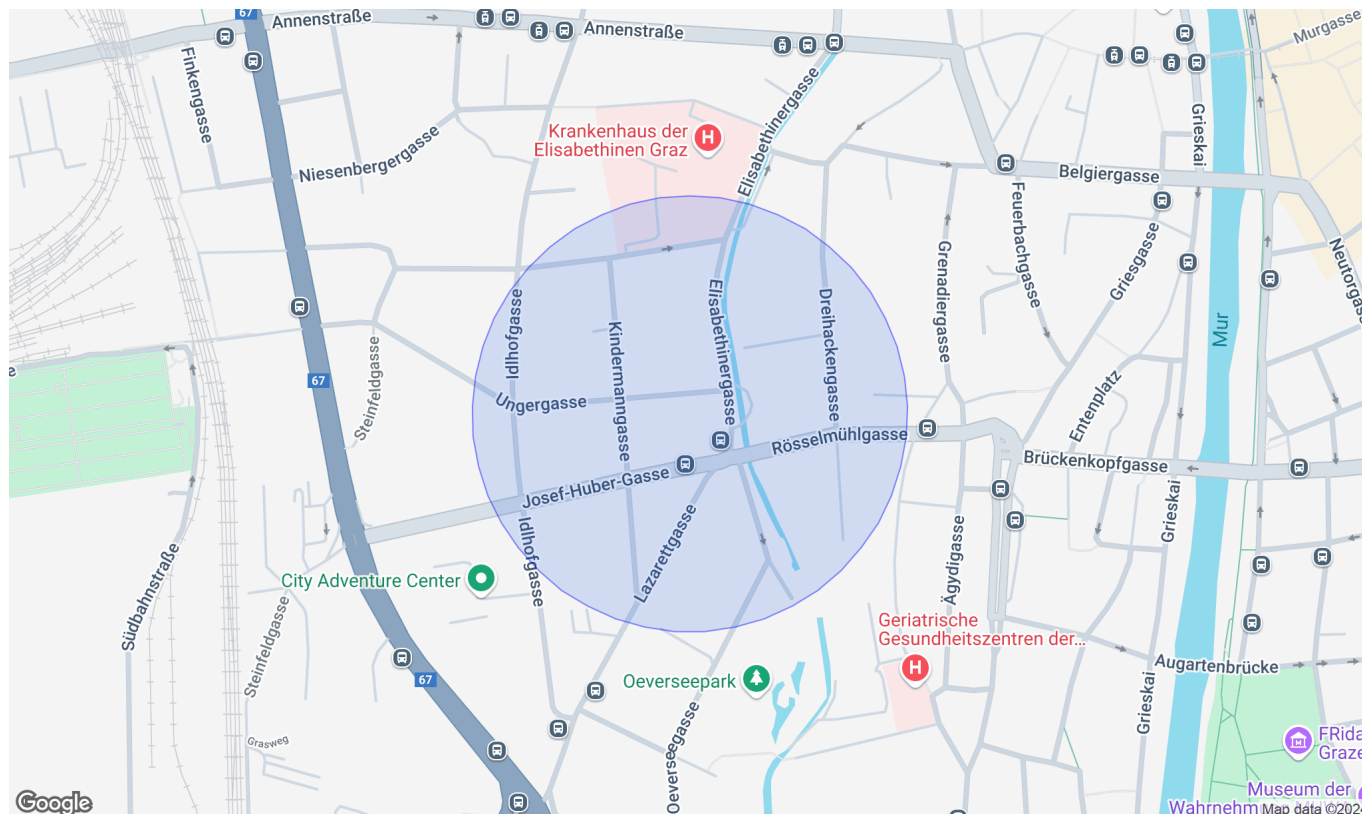 67
Annenstraße
Annenstraße
Murgasse
Finkengasse
Krankenhaus der
Elisabethinen Graz
Elisabethinergasse
Grieskai
Niesenbergergasse
Belgiergasse
Feuerbachgasse
Griesgasse
Grenadiergasse
Neutorgasse
Idlhofgasse
Kindermanngasse
Elisabethinergasse
Dreihackengasse
Mur
67
Steinfeldgasse
Ungergasse
Entenplatz
Rösselmühlgasse
Brückenkopfgasse
Josef-Huber-Gasse
Grieskai
Idlhofgasse
Lazarettgasse
Ägydigasse
City Adventure Center
Südbahnstraße
Steinfeldgasse
Geriatrische
Gesundheitszentren der...
Augartenbrücke
67
Oeverseepark
Oeverseegasse
Grieskai
Grasweg
FRida
Graze
Museum der
Wahrnehm
Google
Map data ©2024